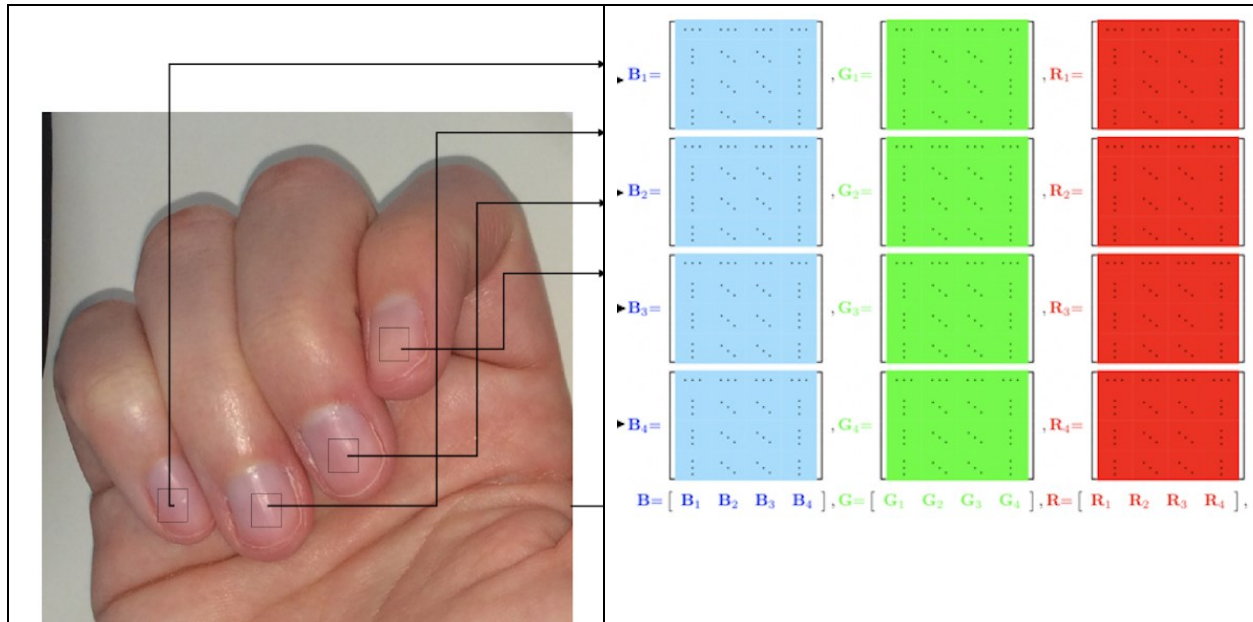 B₁= [ ], G₁= [ ], R₁= [ ]
B₂= [ ], G₂= [ ], R₂= [ ]
B₃= [ ], G₃= [ ], R₃= [ ]
B₄= [ ], G₄= [ ], R₄= [ ]
B= [ B₁ B₂ B₃ B₄ ], G= [ G₁ G₂ G₃ G₄ ], R= [ R₁ R₂ R₃ R₄ ],